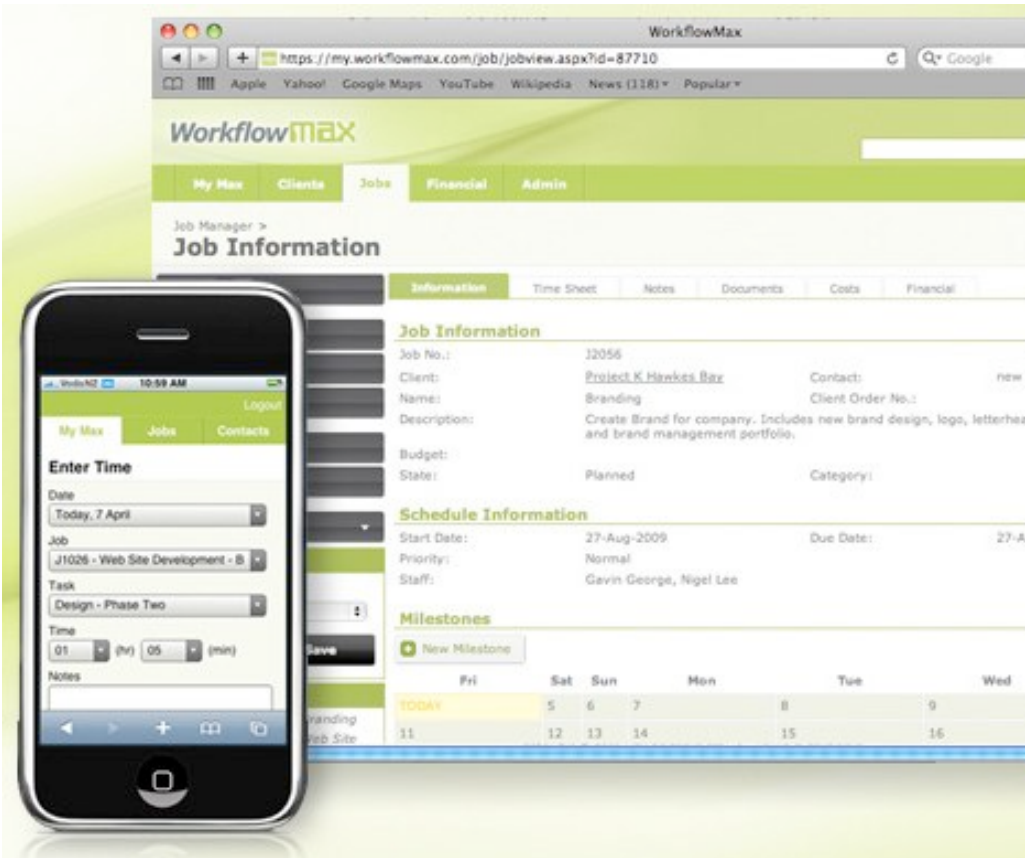 WorkflowMax
https://my.workflowmax.com/job/jobview.aspx?id=87710
Google
Apple Yahoo! Google Maps YouTube Wikipedia News (118) Popular
Workflowmax
My Max Clients Jobs Financial Admin
Job Manager >
Job Information
Information Time Sheet Notes Documents Costs Financial
Job Information
Job No.: J2056
Client: Project K Hawkes Bay Contact: new
Name: Branding Client Order No.:
Description: Create Brand for company. Includes new brand design, logo, letterhea
and brand management portfolio.
Budget:
State: Planned Category:
Schedule Information
Start Date: 27-Aug-2009 Due Date: 27-A
Priority: Normal
Staff: Gavin George, Nigel Lee
Milestones
New Milestone
Fri Sat Sun Mon Tue Wed
TODAY 5 6 7 8 9
11 12 13 14 15 16
Save
randing
Web Site
10:59 AM
Logout
My Max Jobs Contacts
Enter Time
Date
Today, 7 April
Job
J1026 - Web Site Development - B
Task
Design - Phase Two
Time
01 (hr) 05 (min)
Notes